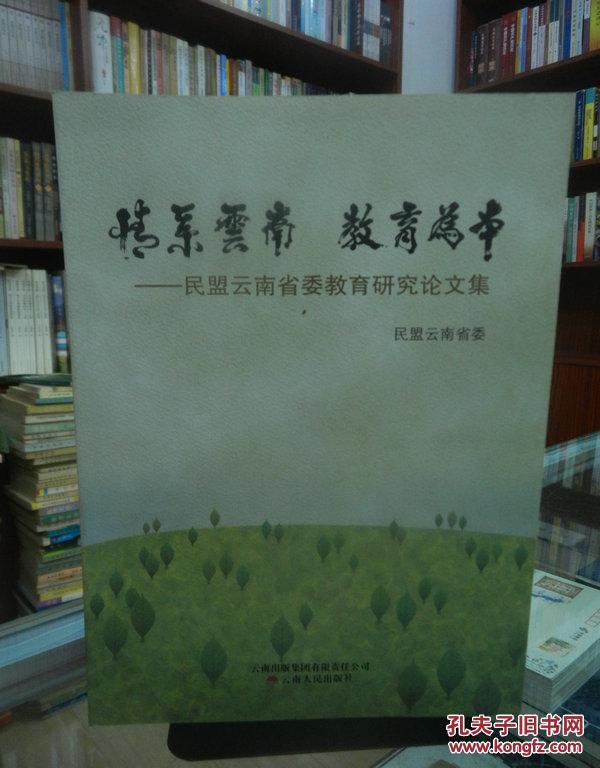 情系雲南 教育為本
——民盟云南省委教育研究论文集
民盟云南省委
云南出版集团有限责任公司
云南人民出版社
孔夫子旧书网
www.kongfz.com